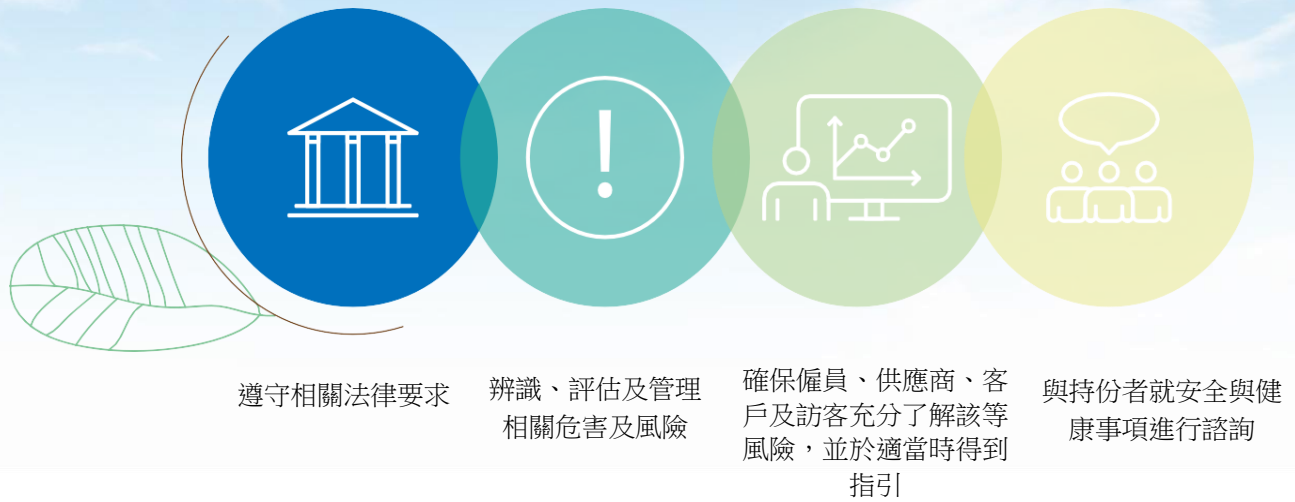 遵守相關法律要求
辨識、評估及管理
相關危害及風險
確保僱員、供應商、客
戶及訪客充分了解該等
風險，並於適當時得到
指引
與持份者就安全與健
康事項進行諮詢